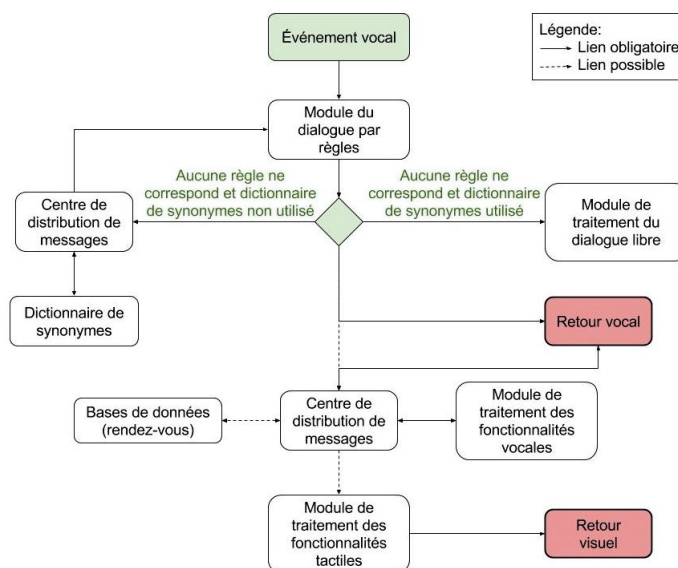 Événement vocal
Légende:
Lien obligatoire
Lien possible
Module du
dialogue par
règles
Aucune règle ne
correspond et dictionnaire
de synonymes non utilisé
Aucune règle ne
correspond et dictionnaire
de synonymes utilisé
Centre de
distribution de
messages
Module de
traitement du
dialogue libre
Dictionnaire de
synonymes
Retour vocal
Bases de données
(rendez-vous)
Centre de
distribution de
messages
Module de
traitement des
fonctionnalités
vocales
Module de
traitement des
fonctionnalités
tactiles
Retour
visuel